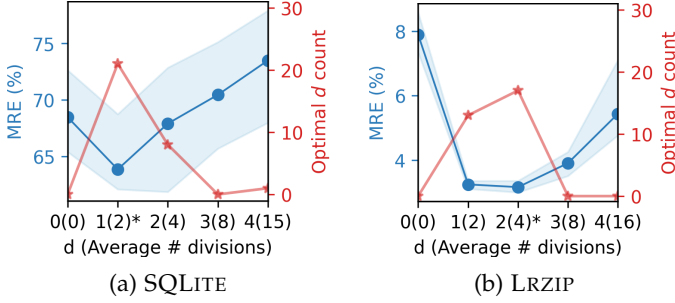 MRE (%)
75
70
65
30
20
10
0
Optimal d count
0(0) 1(2)* 2(4) 3(8) 4(15)
d (Average # divisions)
(a) SQLITE
MRE (%)
8
6
4
30
20
10
0
Optimal d count
0(0) 1(2) 2(4)* 3(8) 4(16)
d (Average # divisions)
(b) LRZIP